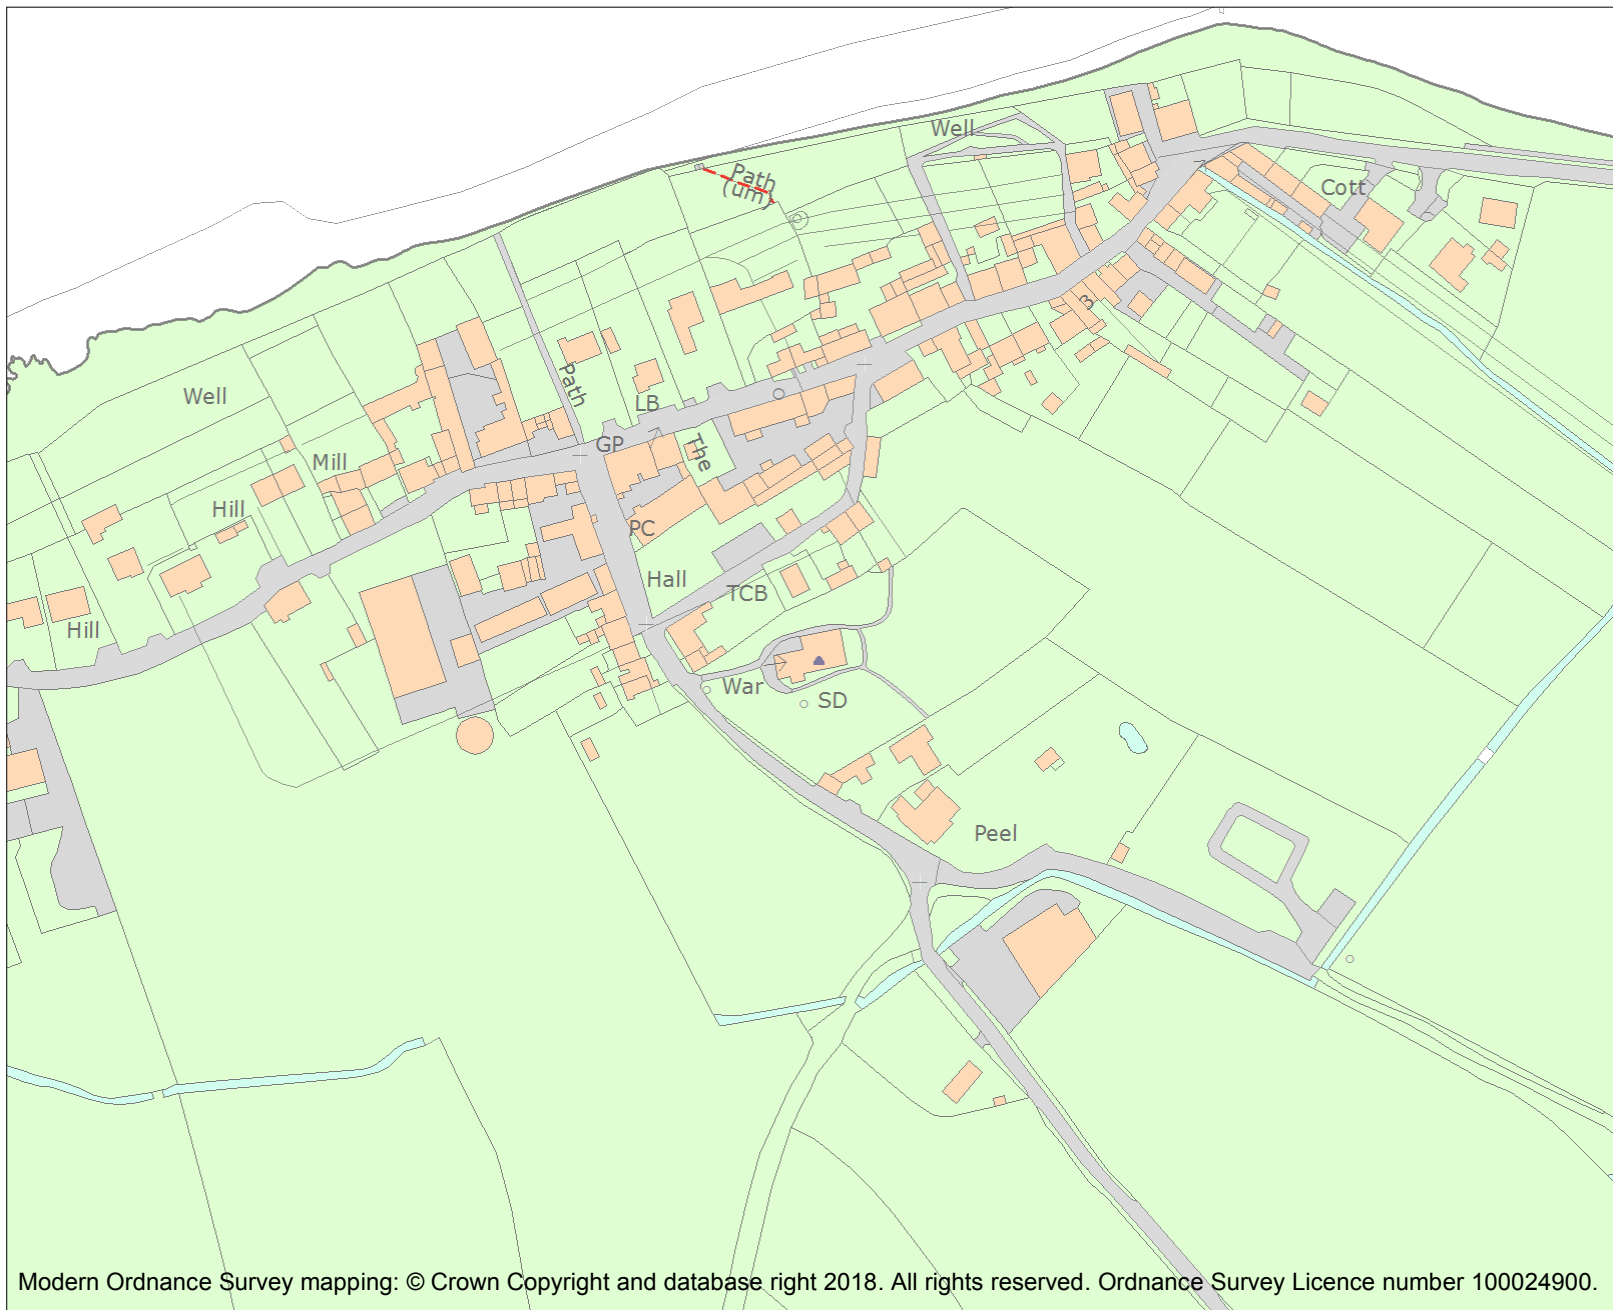 Well
Path
(um)
Cott
3
Well
Path
LB
GP
The
Mill
Hill
PC
Hall
TCB
Hill
War
SD
Peel
Modern Ordnance Survey mapping: © Crown Copyright and database right 2018. All rights reserved. Ordnance Survey Licence number 100024900.